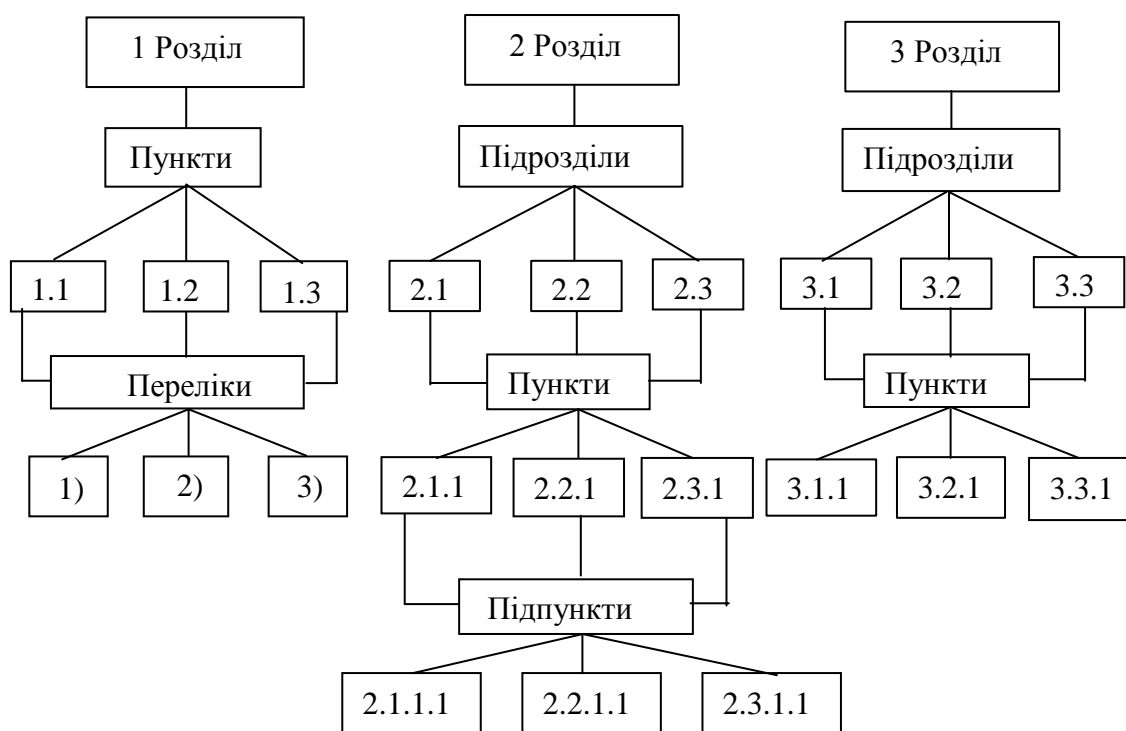 1 Розділ
2 Розділ
3 Розділ
Пункти
Підрозділи
Підрозділи
1.1
1.2
1.3
2.1
2.2
2.3
3.1
3.2
3.3
Переліки
Пункти
Пункти
1)
2)
3)
2.1.1
2.2.1
2.3.1
3.1.1
3.2.1
3.3.1
Підпункти
2.1.1.1
2.2.1.1
2.3.1.1